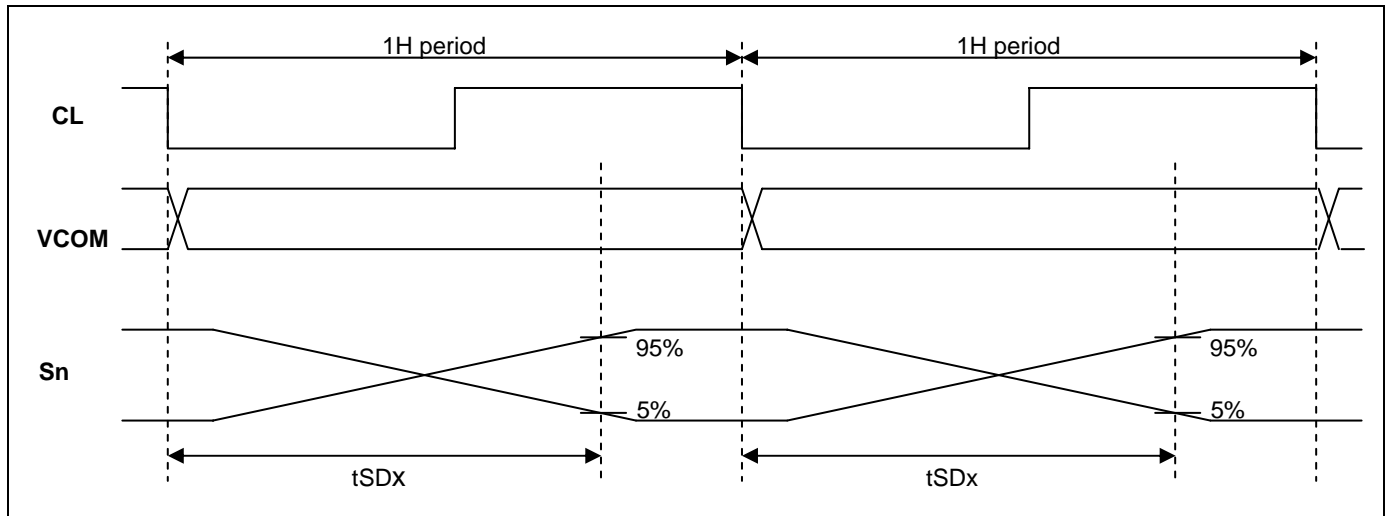 1H period 1H period
CL
VCOM
95% 95%
Sn
5% 5%
tSDx tSDx